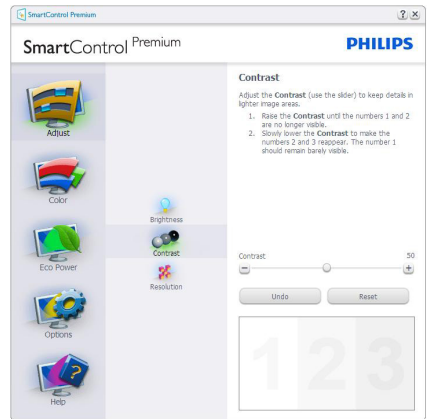 SmartControl Premium
SmartControl Premium
PHILIPS
Adjust
Color
Eco Power
Options
Help
Brightness
Contrast
Resolution
Contrast
Adjust the Contrast (use the slider) to keep details in
lighter image areas.
1. Raise the Contrast until the numbers 1 and 2
are no longer visible.
2. Slowly lower the Contrast to make the
numbers 2 and 3 reappear. The number 1
should remain barely visible.
Contrast 50
Undo Reset
1 2 3